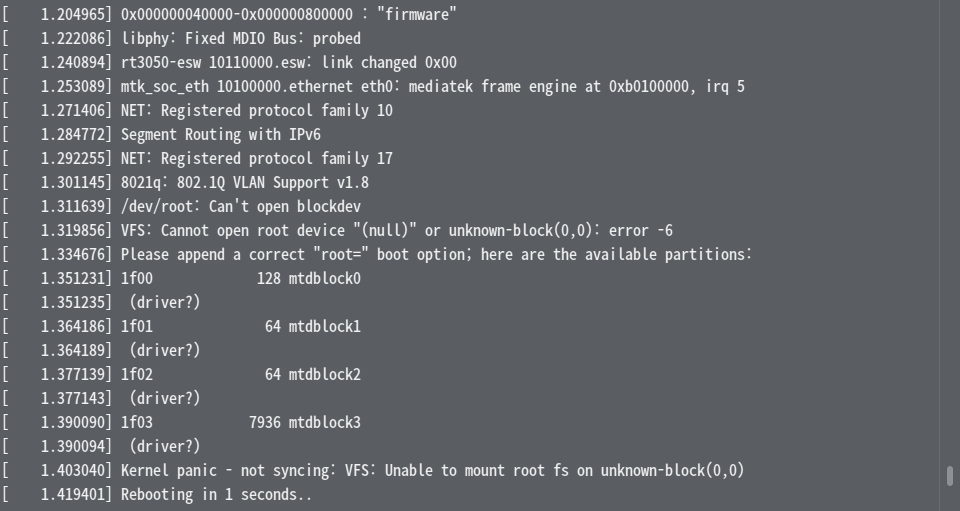 [    1.204965] 0x000000040000-0x000000800000 : "firmware"
[    1.222086] libphy: Fixed MDIO Bus: probed
[    1.240894] rt3050-esw 10110000.esw: link changed 0x00
[    1.253089] mtk_soc_eth 10100000.ethernet eth0: mediatek frame engine at 0xb0100000, irq 5
[    1.271406] NET: Registered protocol family 10
[    1.284772] Segment Routing with IPv6
[    1.292255] NET: Registered protocol family 17
[    1.301145] 8021q: 802.1Q VLAN Support v1.8
[    1.311639] /dev/root: Can't open blockdev
[    1.319856] VFS: Cannot open root device "(null)" or unknown-block(0,0): error -6
[    1.334676] Please append a correct "root=" boot option; here are the available partitions:
[    1.351231] 1f00             128 mtdblock0
[    1.351235]  (driver?)
[    1.364186] 1f01              64 mtdblock1
[    1.364189]  (driver?)
[    1.377139] 1f02              64 mtdblock2
[    1.377143]  (driver?)
[    1.390090] 1f03            7936 mtdblock3
[    1.390094]  (driver?)
[    1.403040] Kernel panic - not syncing: VFS: Unable to mount root fs on unknown-block(0,0)
[    1.419401] Rebooting in 1 seconds..